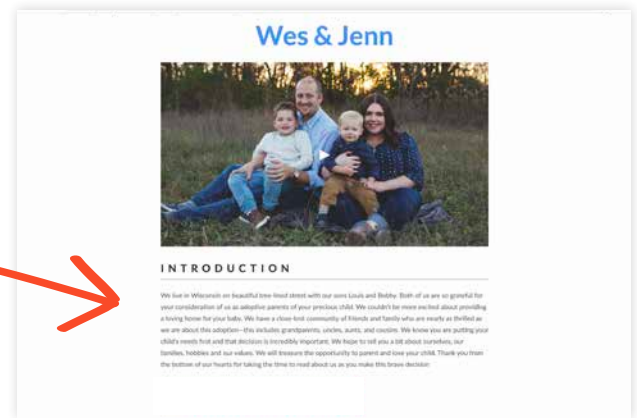 Wes & Jenn
INTRODUCTION
We live in Wisconsin on beautiful tree-lined street with our sons Louis and Bobby. Both of us are so grateful for
your consideration of us as adoptive parents of your precious child. We couldn't be more excited about providing
a loving home for your baby. We have a close-knit community of friends and family who are nearly as thrilled as
we are about this adoption—this includes grandparents, uncles, aunts, and cousins. We know you are putting your
child's needs first and that decision is incredibly important. We hope to tell you a bit about ourselves, our
families, hobbies and our values. We will treasure the opportunity to parent and love your child. Thank you from
the bottom of our hearts for taking the time to read about us as you make this brave decision